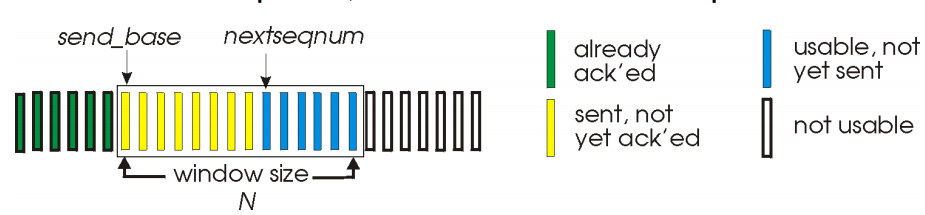 send_base
nextseqnum
window size
N
already
ack'ed
sent, not
yet ack'ed
usable, not
yet sent
not usable